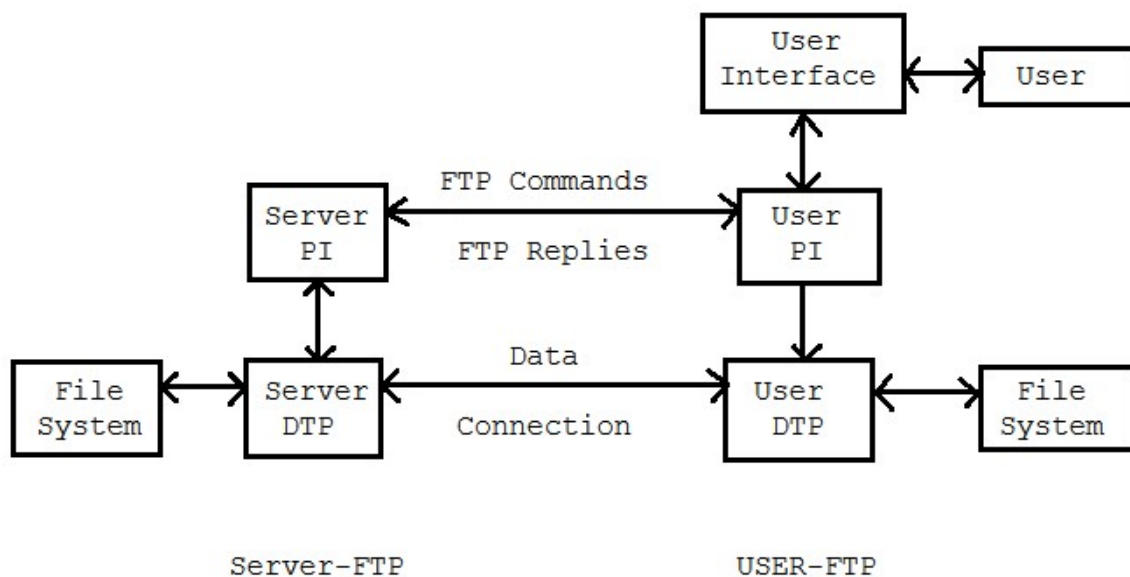 User
Interface
User
FTP Commands
Server
PI
User
PI
FTP Replies
File
System
Server
DTP
Data
Connection
User
DTP
File
System
Server-FTP
USER-FTP